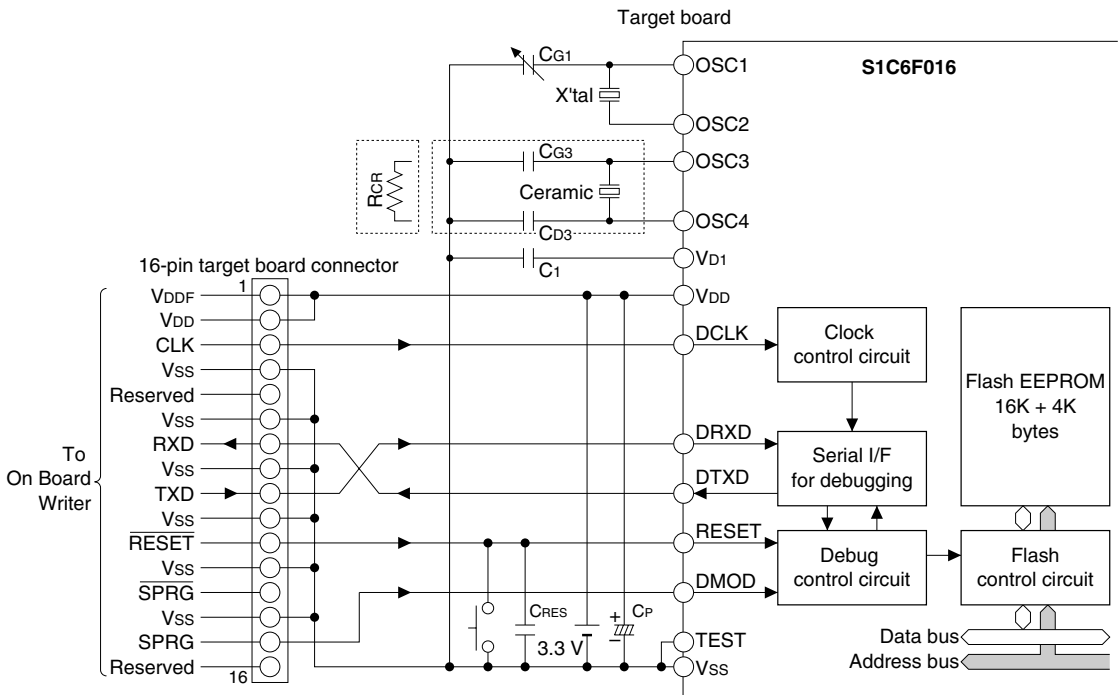 Target board
S1C6F016
CG1
X'tal
OSC1
OSC2
RCR
CG3
Ceramic
CD3
OSC3
OSC4
C1
VD1
16-pin target board connector
1
VDDF
VDD
CLK
VSS
Reserved
VSS
RXD
VSS
TXD
VSS
RESET
VSS
SPRG
VSS
SPRG
Reserved
16
To
On Board
Writer
CRES
3.3 V
+
–
CP
VDD
DCLK
DRXD
DTXD
RESET
DMOD
TEST
VSS
Clock
control circuit
Serial I/F
for debugging
Debug
control circuit
Flash EEPROM
16K + 4K
bytes
Flash
control circuit
Data bus
Address bus